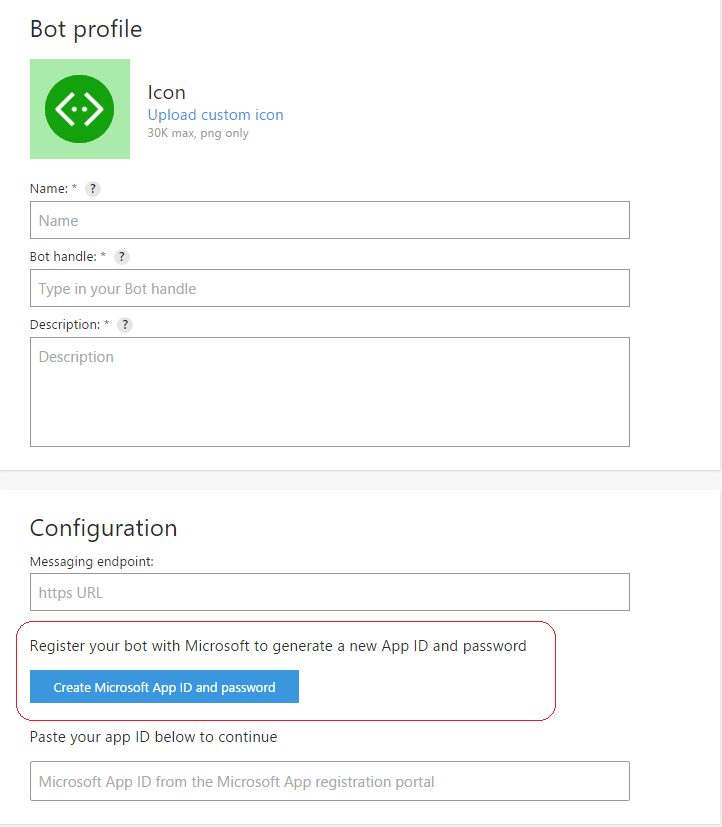 Bot profile
Icon
Upload custom icon
30K max, png only
Name: * ?
Name
Bot handle: * ?
Type in your Bot handle
Description: * ?
Description
Configuration
Messaging endpoint:
https URL
Register your bot with Microsoft to generate a new App ID and password
Create Microsoft App ID and password
Paste your app ID below to continue
Microsoft App ID from the Microsoft App registration portal